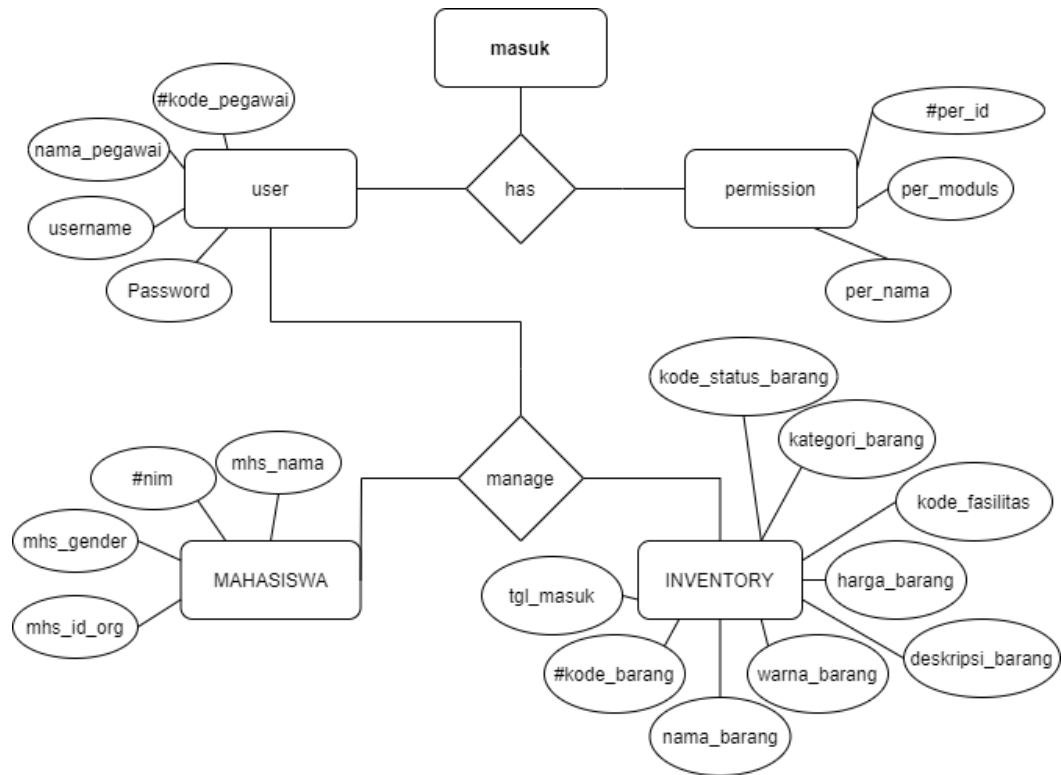 masuk
#kode_pegawai
nama_pegawai
username
Password
user
has
permission
#per_id
per_moduls
per_nama
kode_status_barang
kategori_barang
kode_fasilitas
harga_barang
deskripsi_barang
manage
#nim
mhs_nama
mhs_gender
mhs_id_org
MAHASISWA
INVENTORY
tgl_masuk
#kode_barang
nama_barang
warna_barang